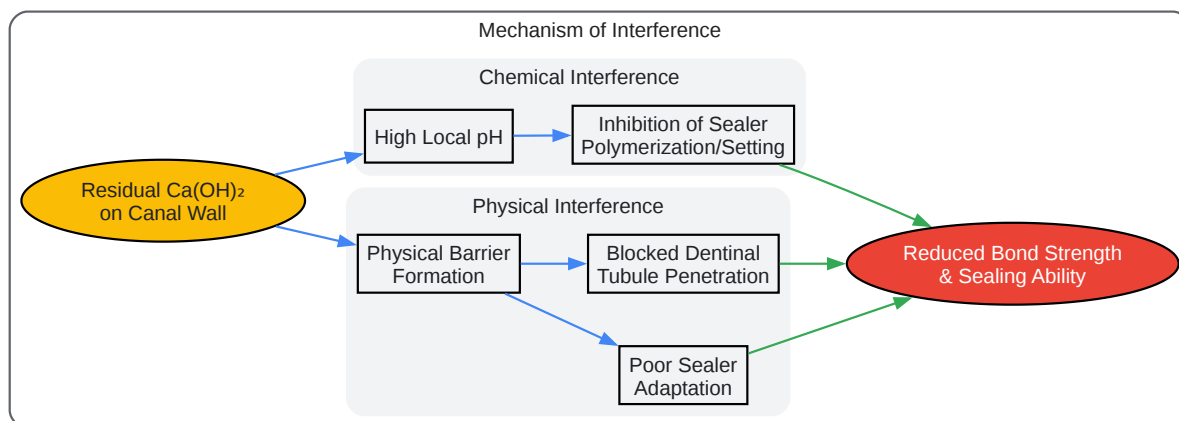 Mechanism of Interference
Chemical Interference
High Local pH
Inhibition of Sealer
Polymerization/Setting
Residual Ca(OH)₂
on Canal Wall
Physical Interference
Physical Barrier
Formation
Blocked Dentinal
Tubule Penetration
Poor Sealer
Adaptation
Reduced Bond Strength
& Sealing Ability